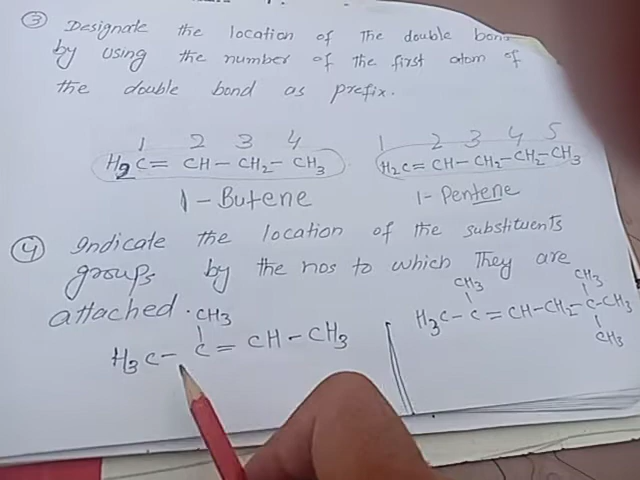 ③ Designate the location of the double bon
by using the number of the first atom of
the double bond as prefix.
1 2 3 4
H2C = CH - CH2 - CH3
1 - Butene
1 2 3 4 5
H2C = CH - CH2 - CH2 - CH3
1 - Pentene
④ Indicate the location of the substituents
groups by the nos to which They are
attached.
CH3
H3C - C = CH - CH3
CH3 CH3
H3C - C = CH - CH2 - C - CH3
CH3